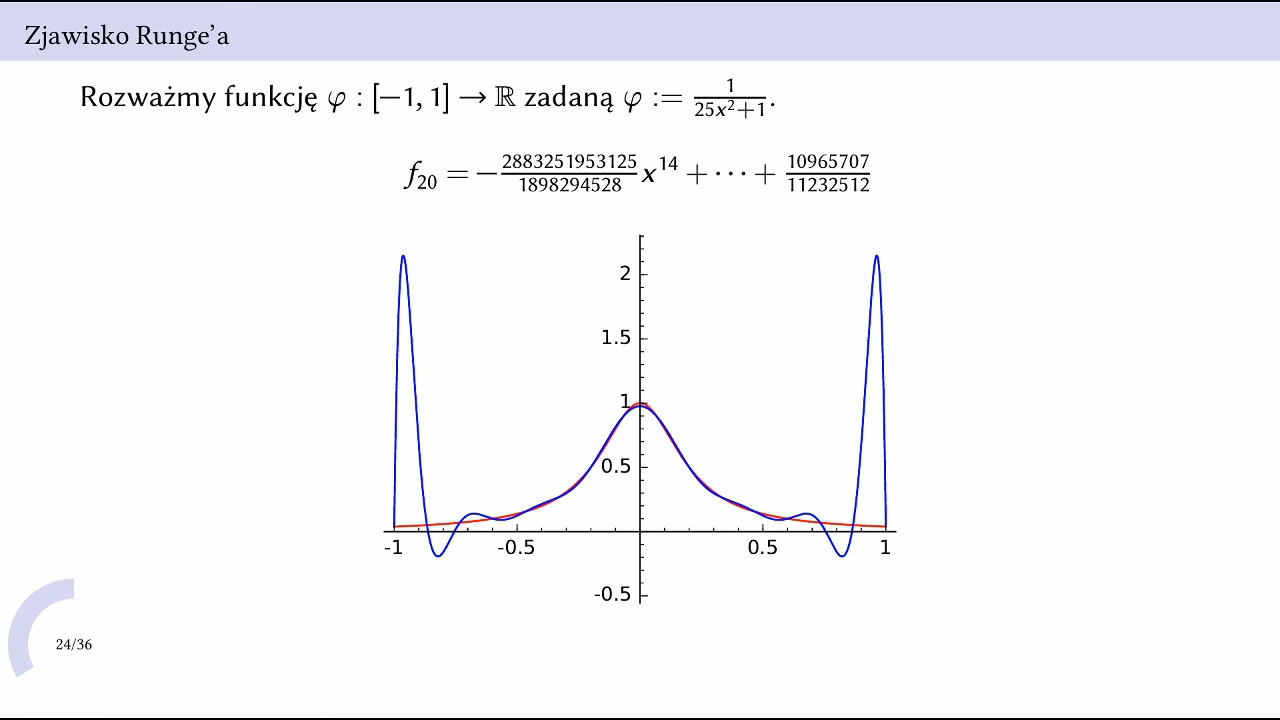 Zjawisko Runge’a
Rozważmy funkcję φ : [−1, 1] → ℝ zadaną φ := 1/(25x²+1).
f₂₀ = −(2883251953125/1898294528)x¹⁴ + ⋯ + 10965707/11232512
2
1.5
1
0.5
-1 -0.5 0.5 1
-0.5
24/36